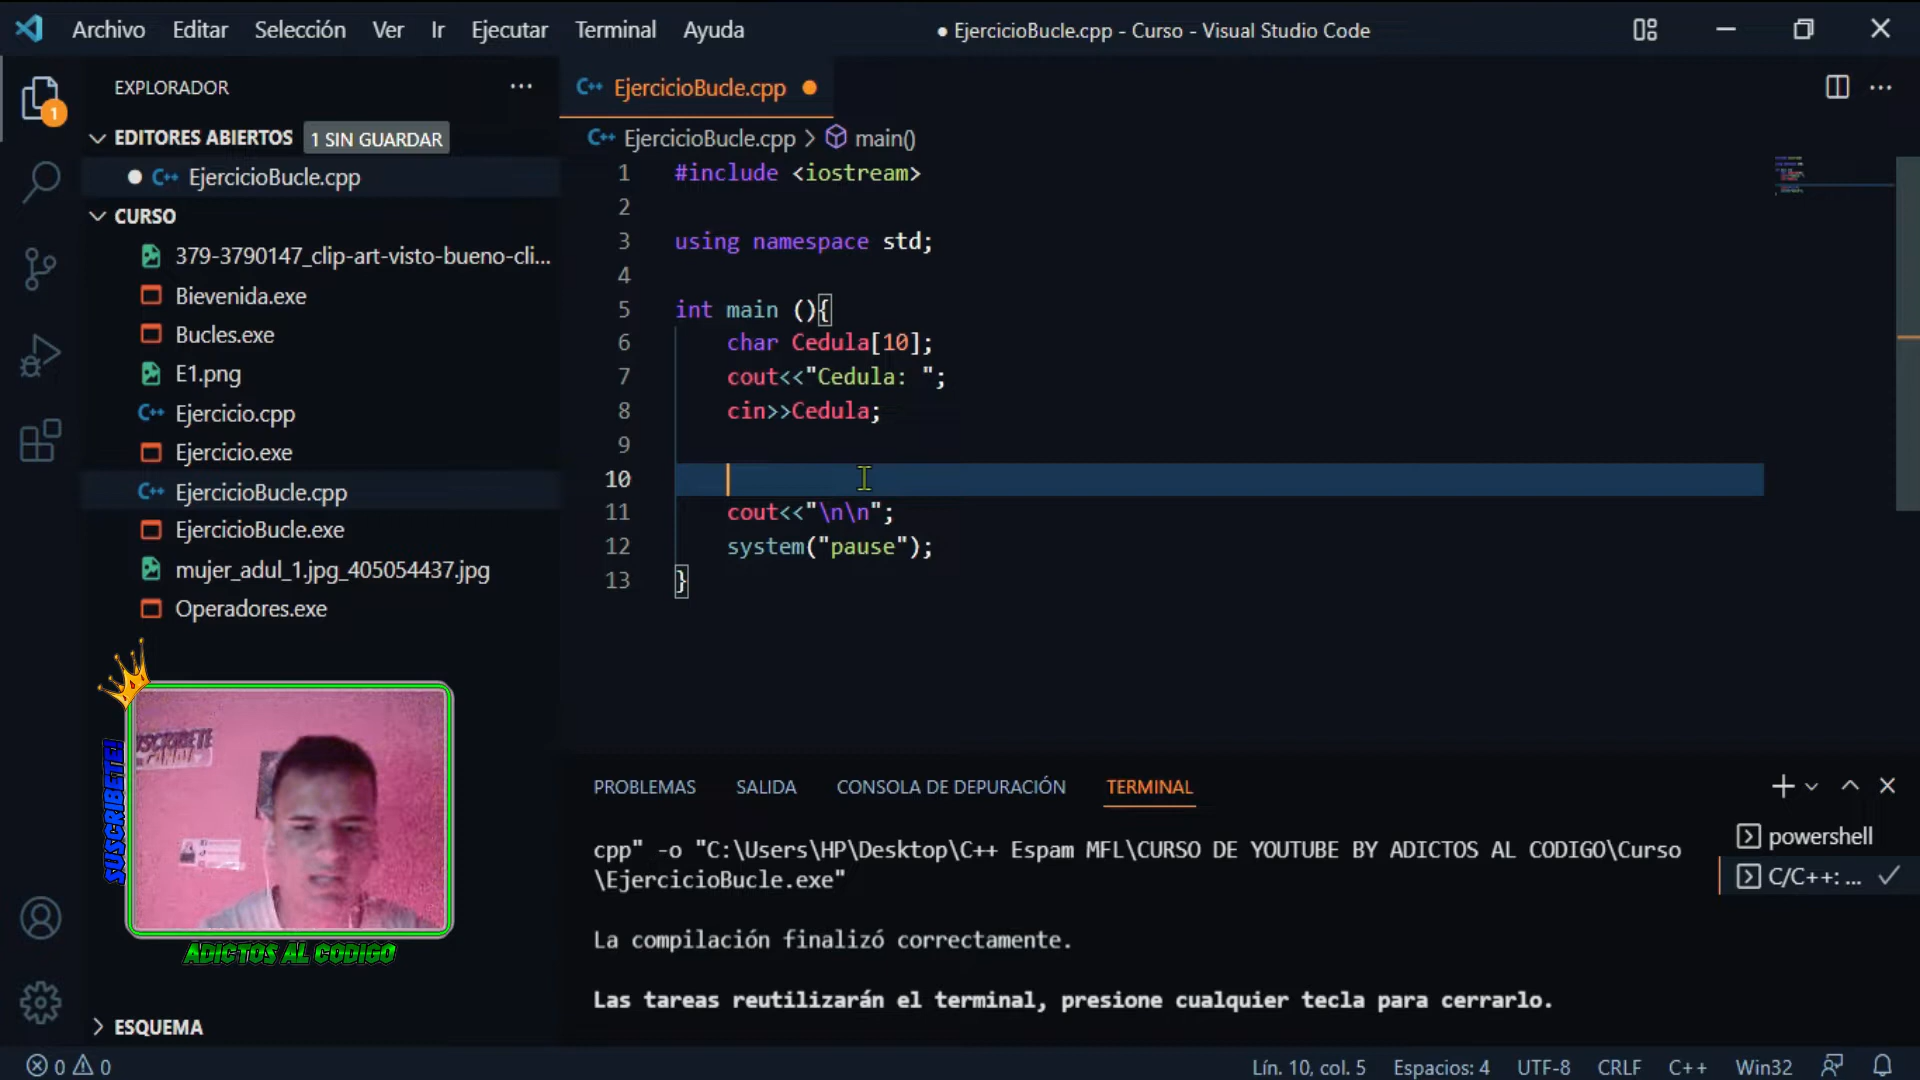 Archivo Editar Selección Ver Ir Ejecutar Terminal Ayuda
● EjercicioBucle.cpp - Curso - Visual Studio Code
EXPLORADOR
1
EDITORES ABIERTOS 1 SIN GUARDAR
EjercicioBucle.cpp
CURSO
379-3790147_clip-art-visto-bueno-cli...
Bievenida.exe
Bucles.exe
E1.png
Ejercicio.cpp
Ejercicio.exe
EjercicioBucle.cpp
EjercicioBucle.exe
mujer_adul_1.jpg_405054437.jpg
Operadores.exe
SUSCRIBETE!
ADICTOS AL CODIGO
ESQUEMA
EjercicioBucle.cpp
EjercicioBucle.cpp > main()
1 #include <iostream>
2
3 using namespace std;
4
5 int main (){
6 char Cedula[10];
7 cout<<"Cedula: ";
8 cin>>Cedula;
9
10
11 cout<<"\n\n";
12 system("pause");
13 }
PROBLEMAS SALIDA CONSOLA DE DEPURACIÓN TERMINAL
cpp" -o "C:\Users\HP\Desktop\C++ Espam MFL\CURSO DE YOUTUBE BY ADICTOS AL CODIGO\Curso
\EjercicioBucle.exe"
La compilación finalizó correctamente.
Las tareas reutilizarán el terminal, presione cualquier tecla para cerrarlo.
powershell
C/C++: ...
0 0
Lín. 10, col. 5 Espacios: 4 UTF-8 CRLF C++ Win32